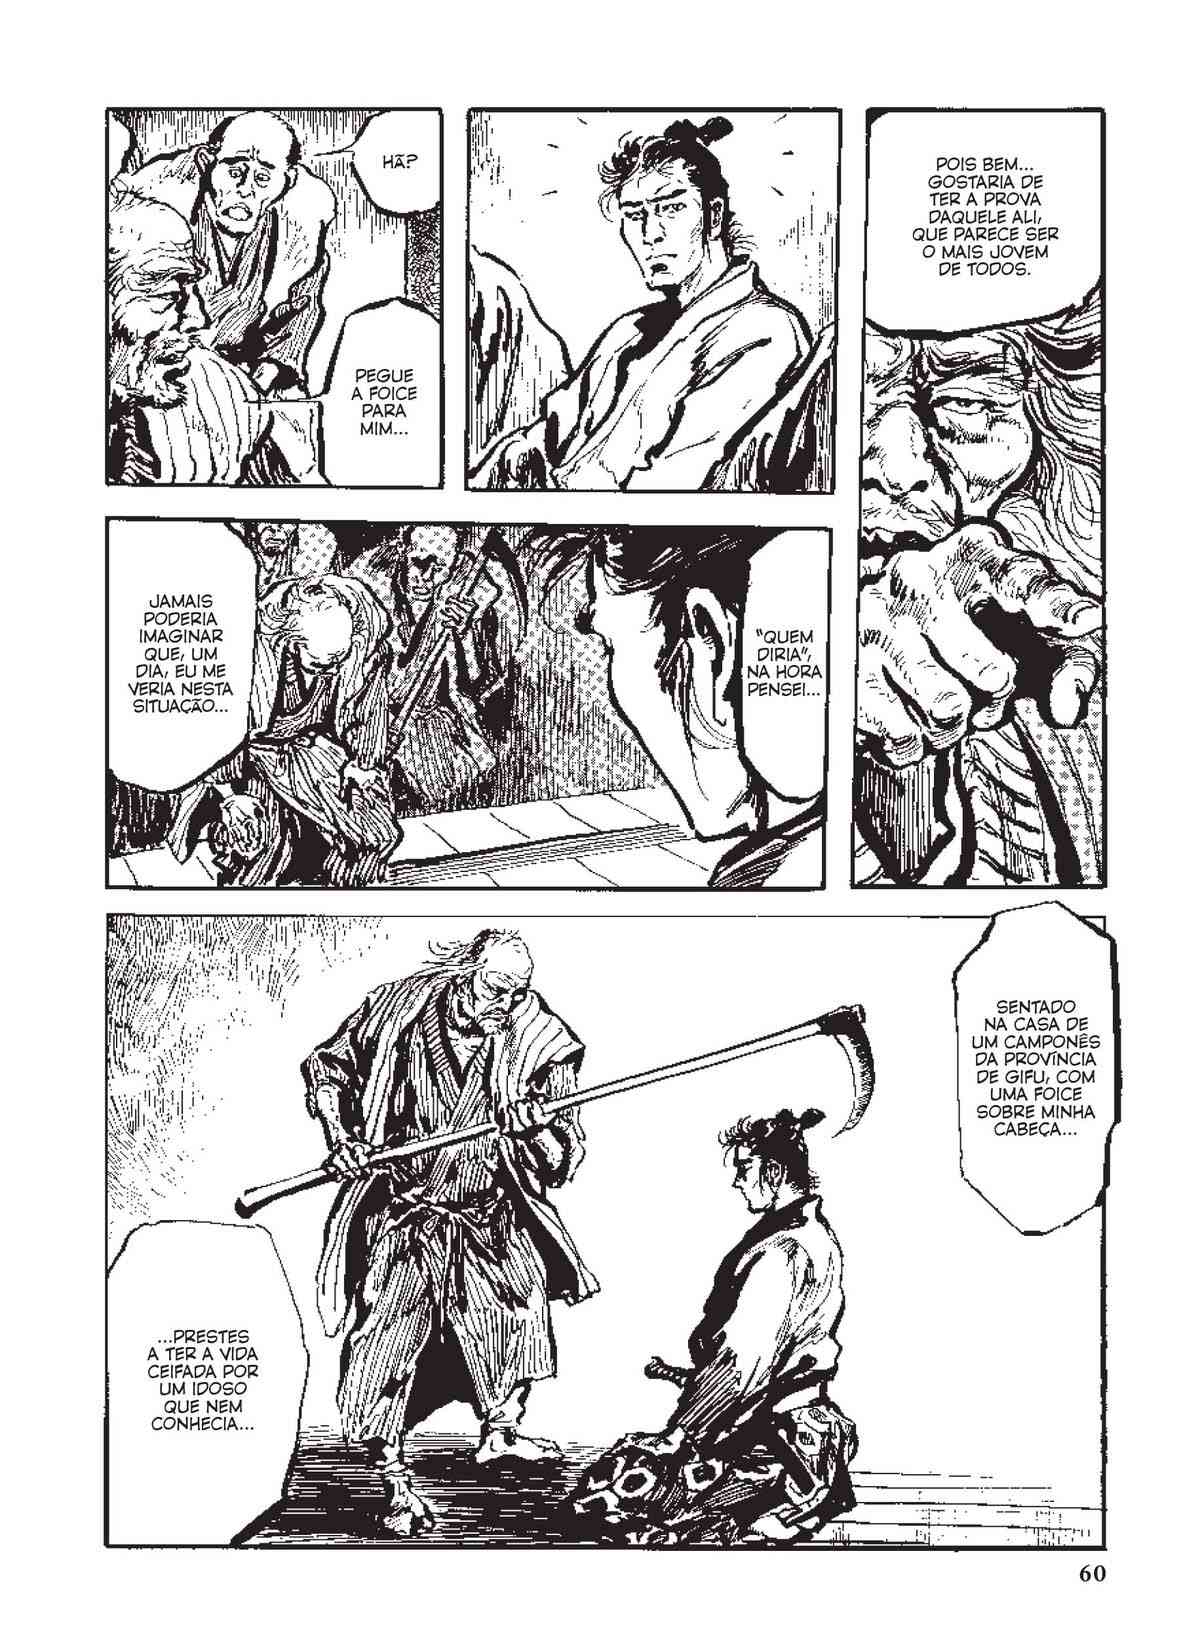 POIS BEM...
GOSTARIA DE
TER A PROVA
DAQUELE ALI,
QUE PARECE SER
O MAIS JOVEM
DE TODOS.
HÃ?
PEGUE
A FOICE
PARA
MIM...
"QUEM
DIRIA",
NA HORA
PENSEI...
JAMAIS
PODERIA
IMAGINAR
QUE, UM
DIA, EU ME
VERIA NESTA
SITUAÇÃO...
SENTADO
NA CASA DE
UM CAMPONÊS
DA PROVÍNCIA
DE GIFU, COM
UMA FOICE
SOBRE MINHA
CABEÇA...
...PRESTES
A TER A VIDA
CEIFADA POR
UM IDOSO
QUE NEM
CONHECIA...
60